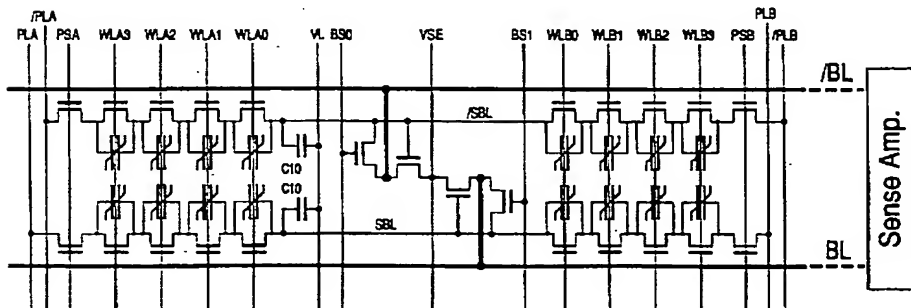 /PLA
PLB
PLA PSA WLA3 WLA2 WLA1 WLA0 VL BS0 VSE BS1 WLB0 WLB1 WLB2 WLB3 PSB /PLB
/BL
/SBL
C10
C10
SBL
BL
Sense Amp.